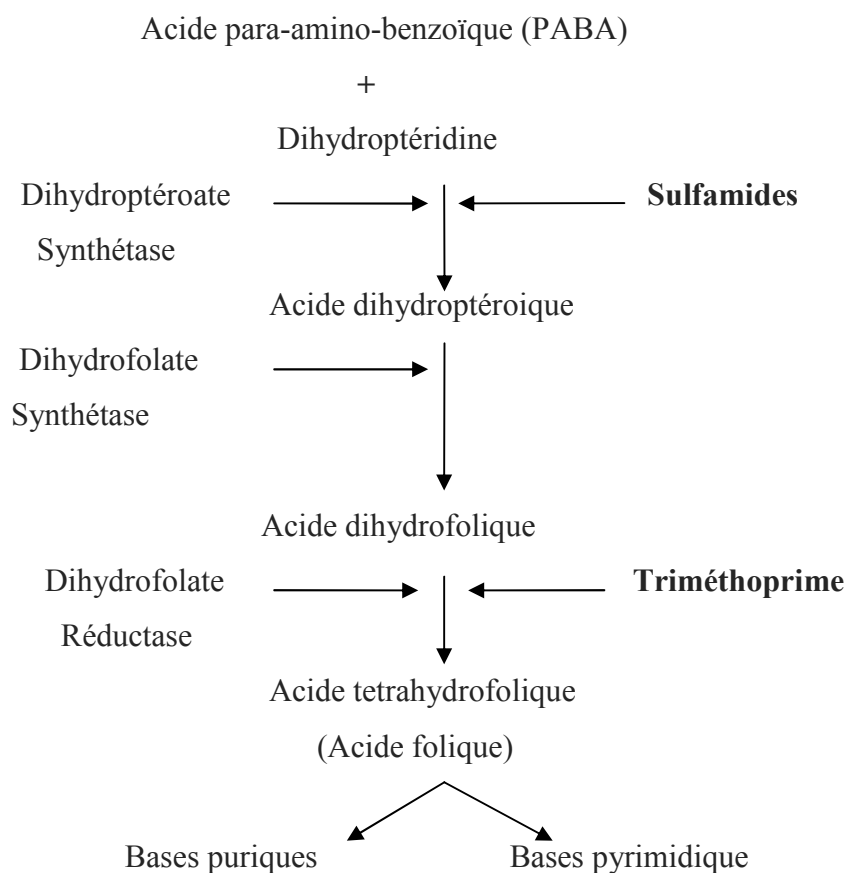 Acide para-amino-benzoïque (PABA)
+
Dihydroptéridine
Dihydroptéroate
Synthétase
Sulfamides
Acide dihydroptéroique
Dihydrofolate
Synthétase
Acide dihydrofolique
Dihydrofolate
Réductase
Triméthoprime
Acide tetrahydrofolique
(Acide folique)
Bases puriques
Bases pyrimidique